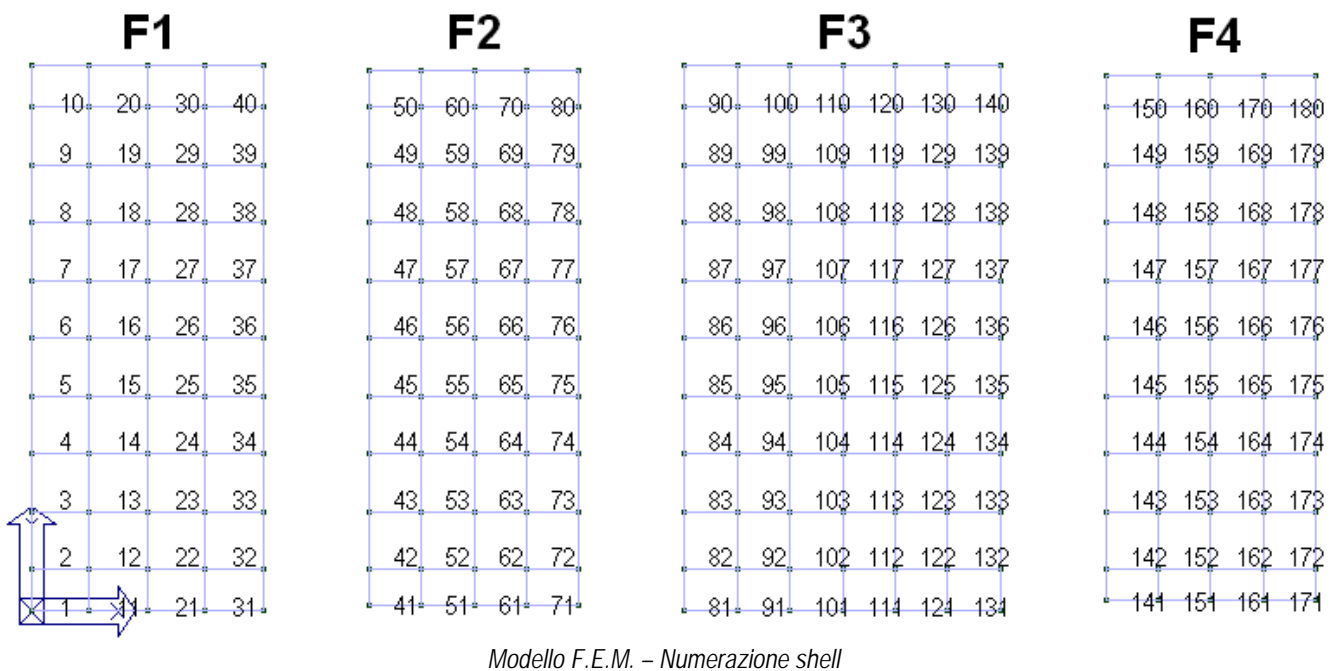 F1 F2 F3 F4
10 20 30 40 50 60 70 80 90 100 110 120 130 140 150 160 170 180
9 19 29 39 49 59 69 79 89 99 109 119 129 139 149 159 169 179
8 18 28 38 48 58 68 78 88 98 108 118 128 138 148 158 168 178
7 17 27 37 47 57 67 77 87 97 107 117 127 137 147 157 167 177
6 16 26 36 46 56 66 76 86 96 106 116 126 136 146 156 166 176
5 15 25 35 45 55 65 75 85 95 105 115 125 135 145 155 165 175
4 14 24 34 44 54 64 74 84 94 104 114 124 134 144 154 164 174
3 13 23 33 43 53 63 73 83 93 103 113 123 133 143 153 163 173
2 12 22 32 42 52 62 72 82 92 102 112 122 132 142 152 162 172
1 11 21 31 41 51 61 71 81 91 101 111 121 131 141 151 161 171
Modello F.E.M. – Numerazione shell